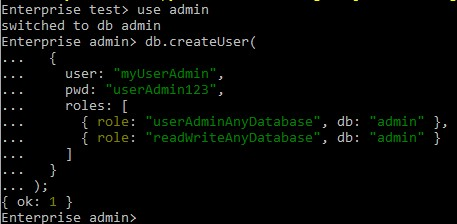 Enterprise test> use admin
switched to db admin
Enterprise admin> db.createUser(
...   {
...     user: "myUserAdmin",
...     pwd: "userAdmin123",
...     roles: [
...       { role: "userAdminAnyDatabase", db: "admin" },
...       { role: "readWriteAnyDatabase", db: "admin" }
...     ]
...   }
... );
{ ok: 1 }
Enterprise admin>